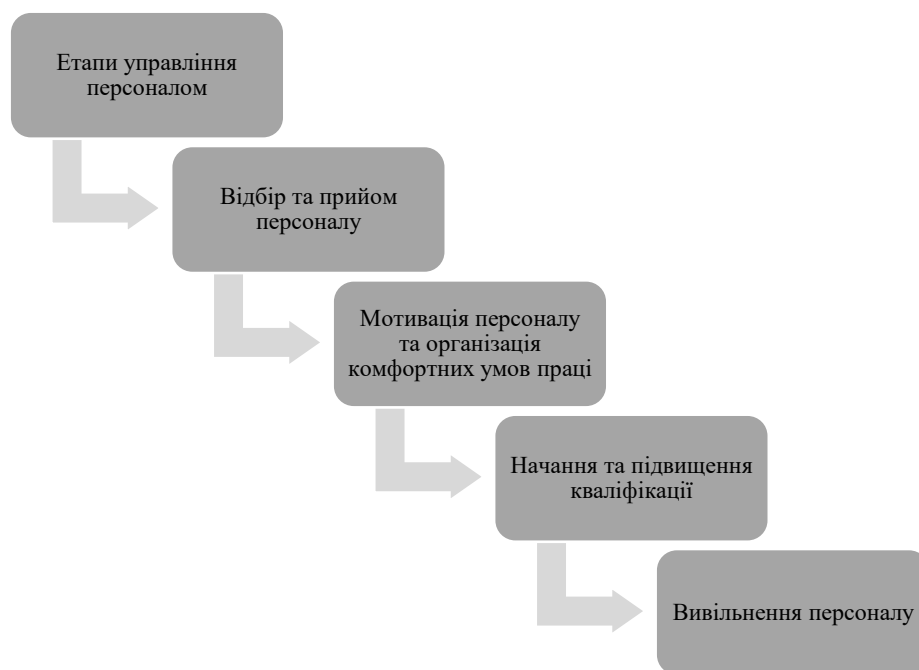 Етапи управління
персоналом
Відбір та прийом
персоналу
Мотивація персоналу
та організація
комфортних умов праці
Начання та підвищення
кваліфікації
Вивільнення персоналу